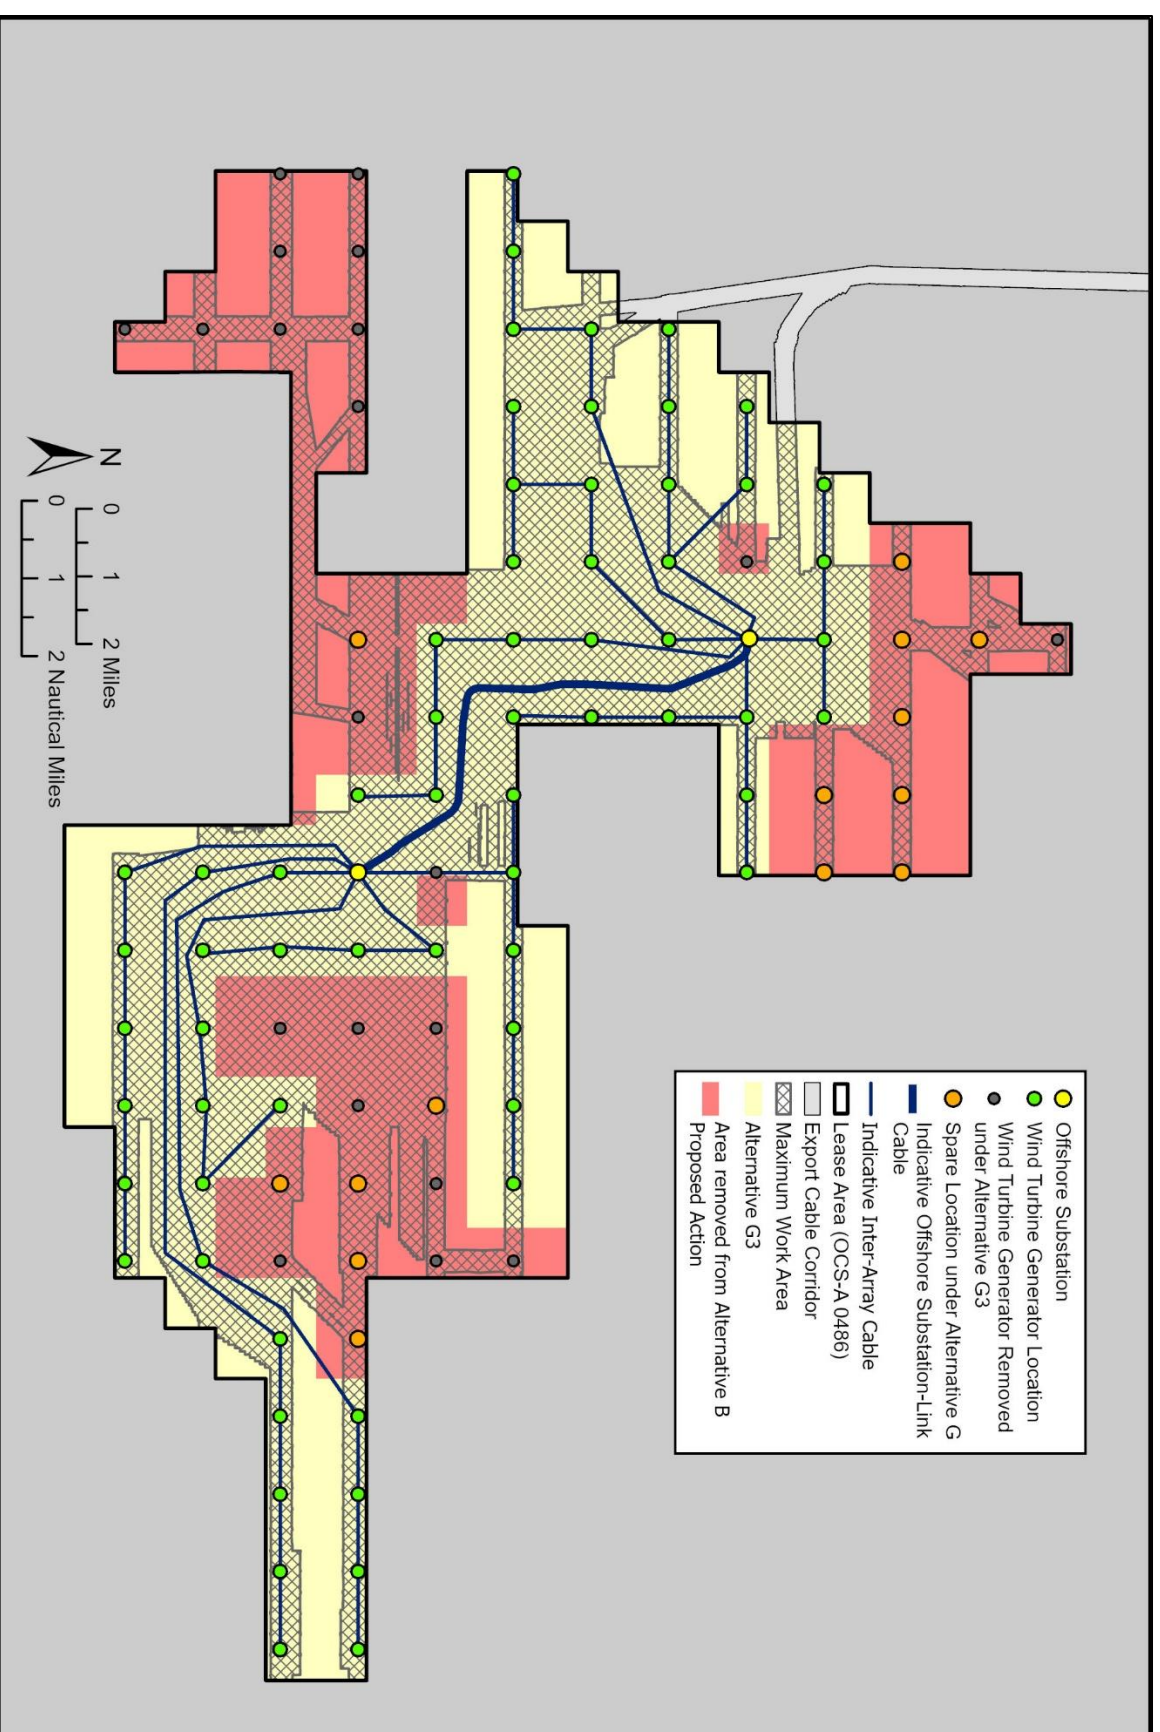 Offshore Substation
Wind Turbine Generator Location
Wind Turbine Generator Removed
under Alternative G3
Spare Location under Alternative G
Indicative Offshore Substation-Link
Cable
Indicative Inter-Array Cable
Lease Area (OCS-A 0486)
Export Cable Corridor
Maximum Work Area
Alternative G3
Area removed from Alternative B
Proposed Action
N
0 1 2 Miles
0 1 2 Nautical Miles